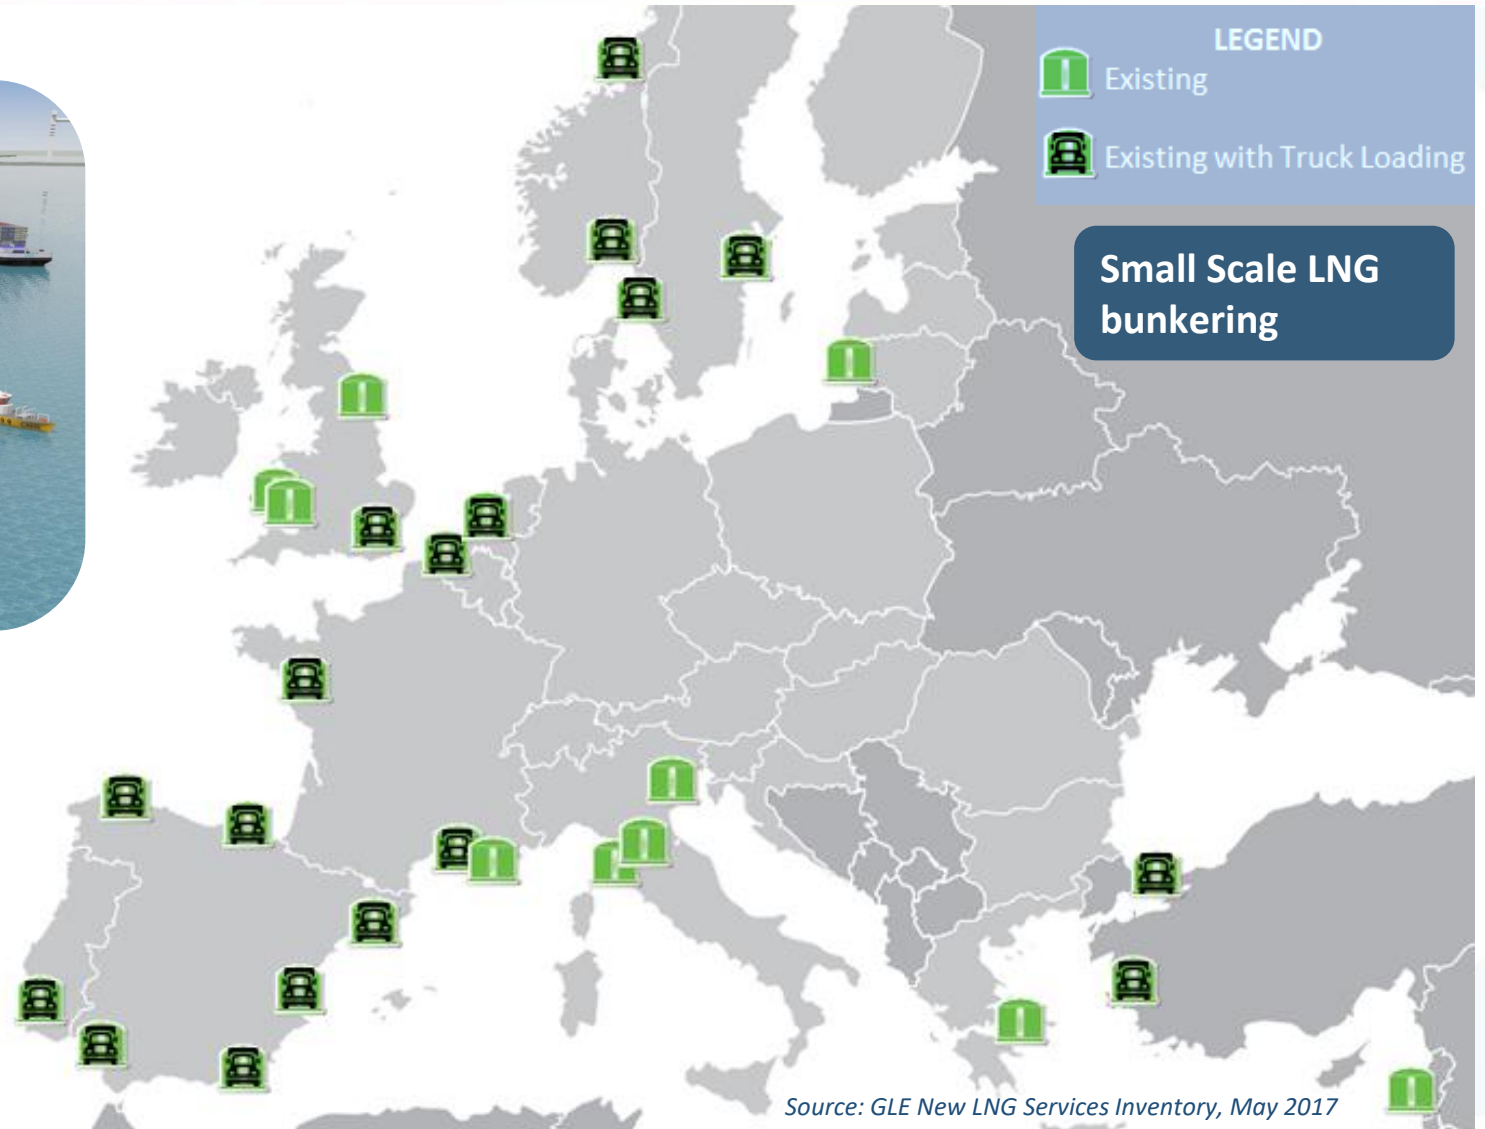 LEGEND
Existing
Existing with Truck Loading
Small Scale LNG
bunkering
Source: GLE New LNG Services Inventory, May 2017